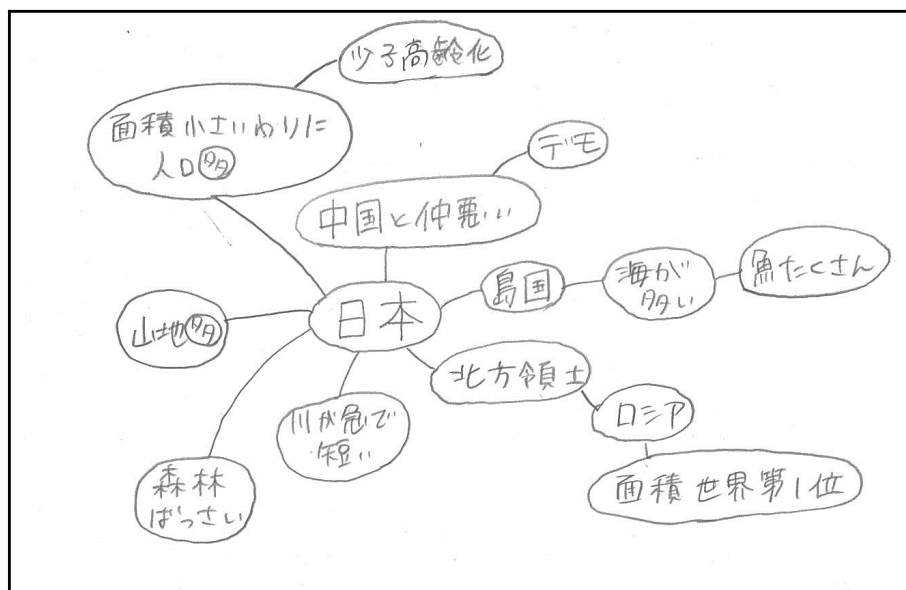 少子高齢化
面積小さいわりに
人口多
デモ
中国と仲悪い
島国
海が
多い
魚たくさん
日本
山地多
北方領土
川が急で
短い
ロシア
森林
ばっさい
面積世界第1位